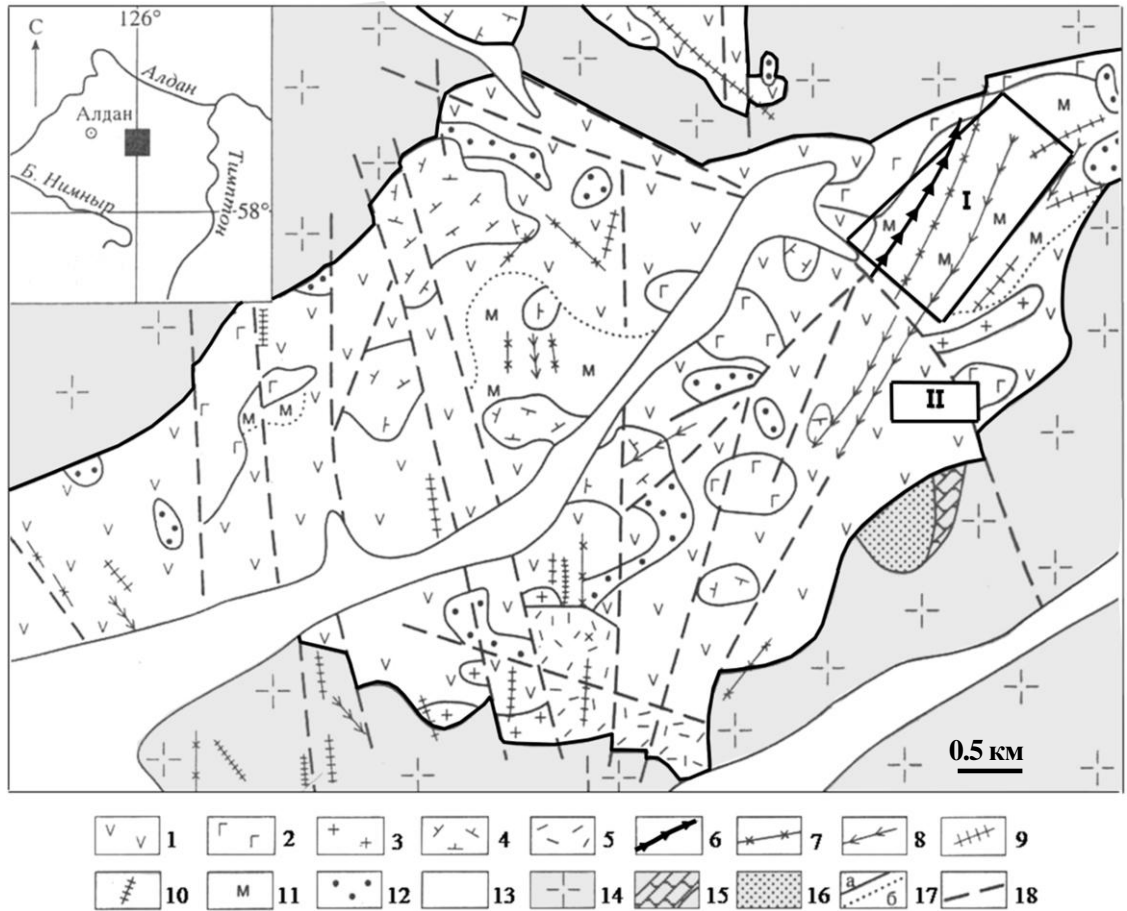 126°
С
Алдан
Алдан
Б. Нимныр
Тимптон
58°
I
II
М
М
М
М
М
М
М
М
М
М
0.5 км
1 2 3 4 5 6 7 8 9
М
а
б
10 11 12 13 14 15 16 17 18